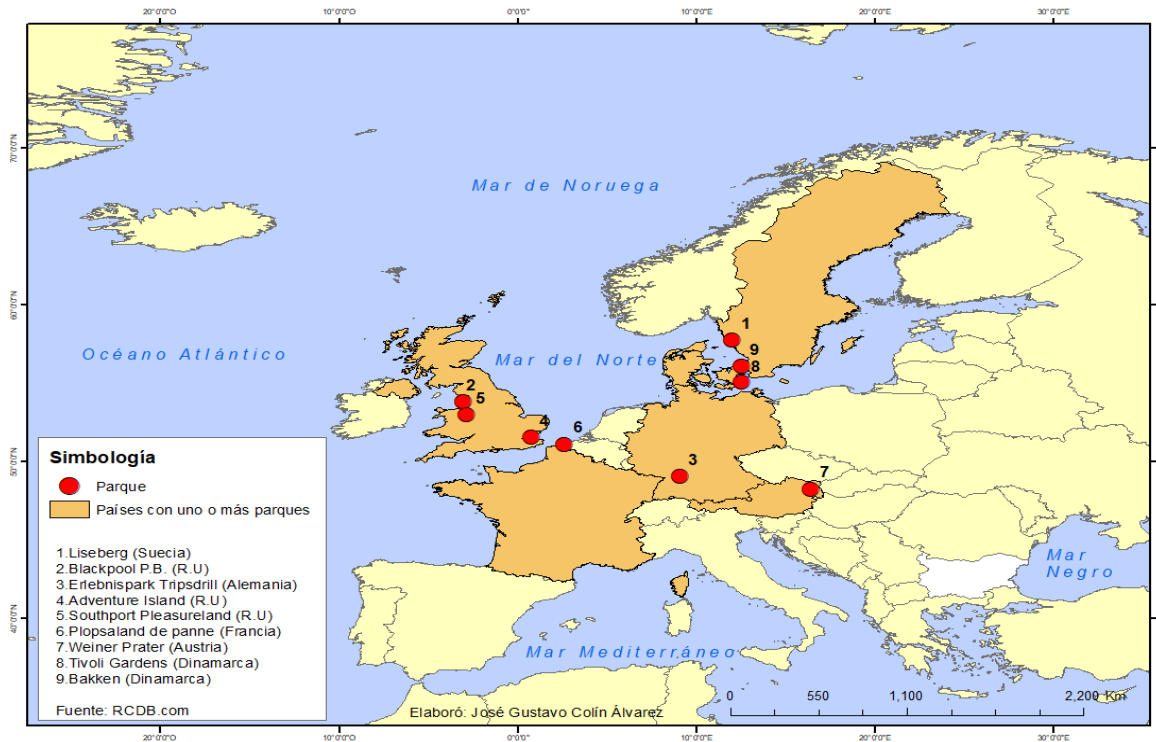 20°0'0"O 10°0'0"O 0°0'0" 10°0'0"E 20°0'0"E 30°0'0"E
70°0'0"N
60°0'0"N
50°0'0"N
40°0'0"N
Mar de Noruega
Océano Atlántico
Mar del Norte
Mar
Negro
Mar Mediterráneo
1
9
8
2
5
4
6
3
7
Simbología
Parque
Países con uno o más parques
1.Liseberg (Suecia)
2.Blackpool P.B. (R.U)
3.Erlebnispark Tripsdrill (Alemania)
4.Adventure Island (R.U)
5.Southport Pleasureland (R.U)
6.Plopsaland de panne (Francia)
7.Weiner Prater (Austria)
8.Tivoli Gardens (Dinamarca)
9.Bakken (Dinamarca)
Fuente: RCDB.com
Elaboró: José Gustavo Colín Álvarez
0 550 1,100 2,200 Km
20°0'0"O 10°0'0"O 0°0'0" 10°0'0"E 20°0'0"E 30°0'0"E